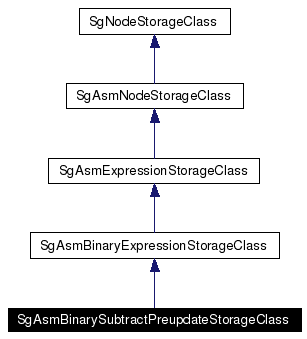 SgNodeStorageClass
SgAsmNodeStorageClass
SgAsmExpressionStorageClass
SgAsmBinaryExpressionStorageClass
SgAsmBinarySubtractPreupdateStorageClass